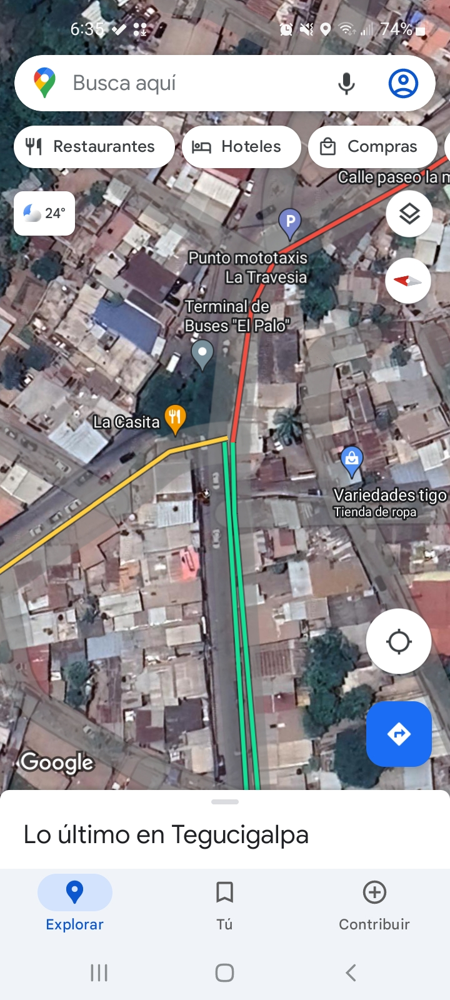 6:35
74%
Busca aquí
Restaurantes
Hoteles
Compras
Calle paseo la m
24°
P
Punto mototaxis
La Travesia
Terminal de
Buses "El Palo"
La Casita
Variedades tigo
Tienda de ropa
Google
Lo último en Tegucigalpa
Explorar
Tú
Contribuir